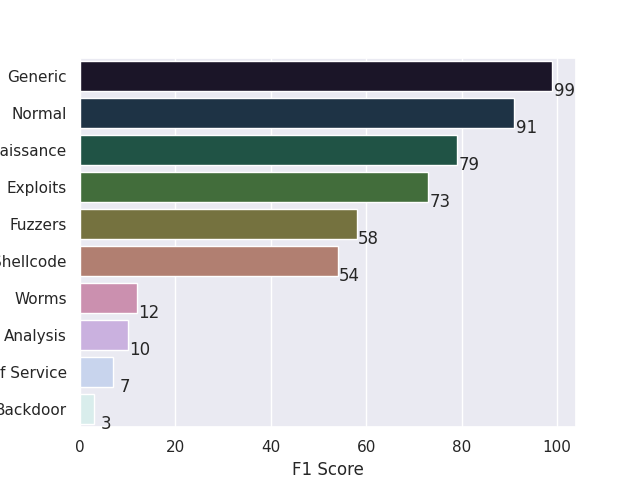 Generic
99
Normal
91
aissance
79
Exploits
73
Fuzzers
58
Shellcode
54
Worms
12
Analysis
10
f Service
7
Backdoor
3
0 20 40 60 80 100
F1 Score